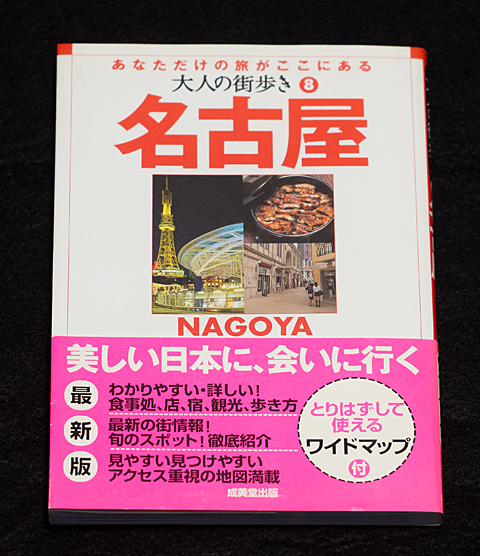 あなただけの旅がここにある
大人の街歩き 8
名古屋
NAGOYA
美しい日本に、会いに行く
最
新
版
わかりやすい・詳しい!
食事処、店、宿、観光、歩き方
最新の街情報!
旬のスポット!徹底紹介
見やすい見つけやすい
アクセス重視の地図満載
とりはずして
使える
ワイドマップ
付
成美堂出版